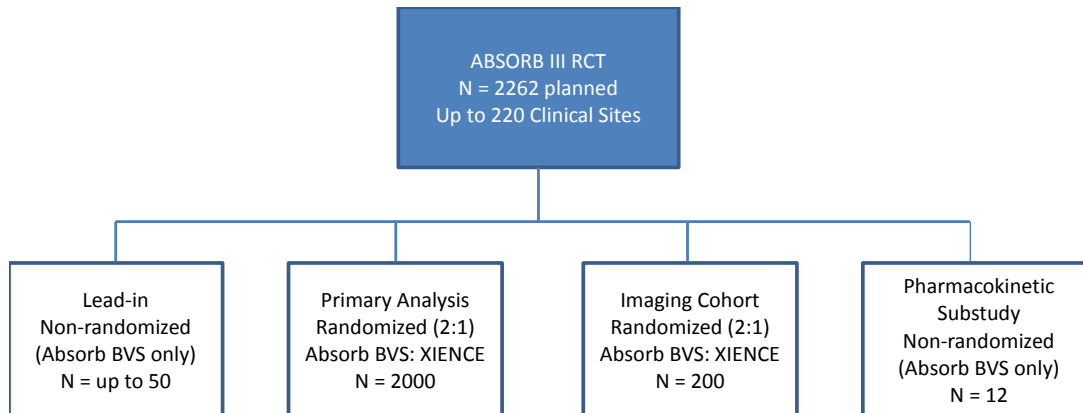 ABSORB III RCT
N = 2262 planned
Up to 220 Clinical Sites
Lead-in
Non-randomized
(Absorb BVS only)
N = up to 50
Primary Analysis
Randomized (2:1)
Absorb BVS: XIENCE
N = 2000
Imaging Cohort
Randomized (2:1)
Absorb BVS: XIENCE
N = 200
Pharmacokinetic
Substudy
Non-randomized
(Absorb BVS only)
N = 12